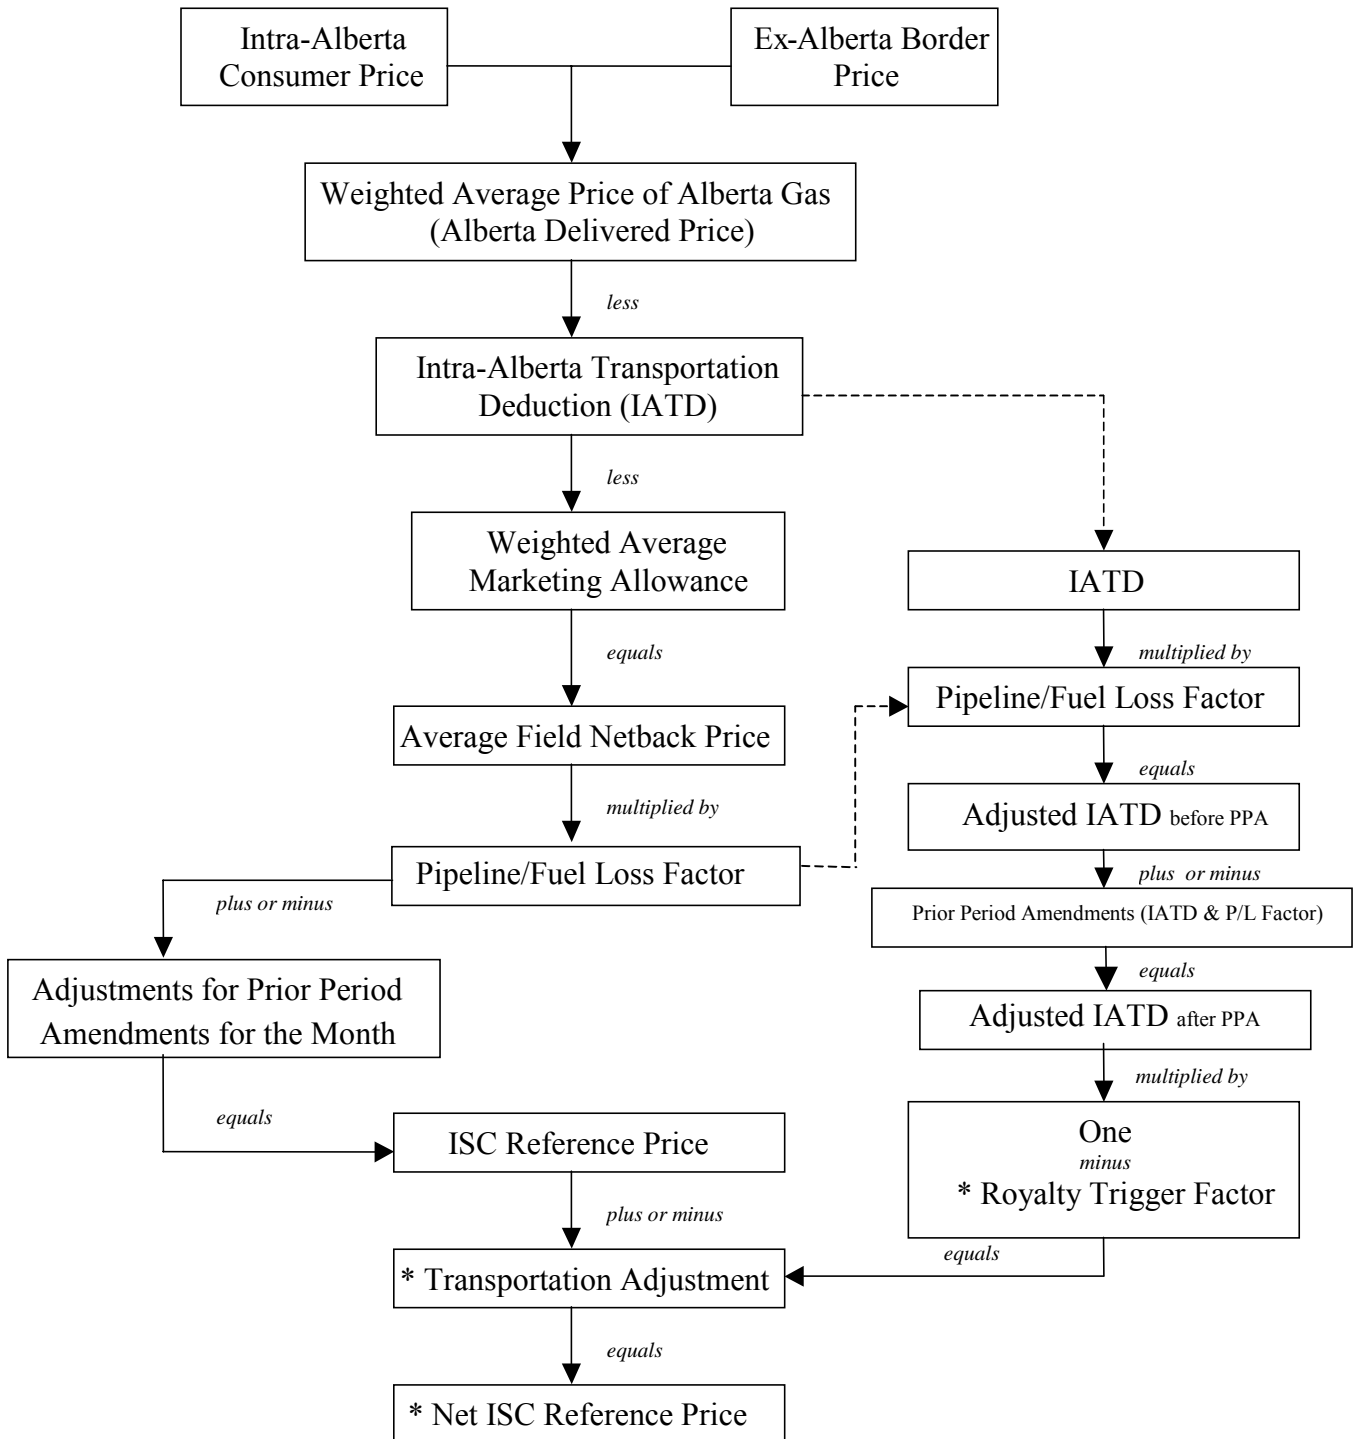 Intra-Alberta
Consumer Price
Ex-Alberta Border
Price
Weighted Average Price of Alberta Gas
(Alberta Delivered Price)
less
Intra-Alberta Transportation
Deduction (IATD)
less
Weighted Average
Marketing Allowance
equals
Average Field Netback Price
multiplied by
Pipeline/Fuel Loss Factor
plus or minus
Adjustments for Prior Period
Amendments for the Month
equals
ISC Reference Price
plus or minus
* Transportation Adjustment
equals
* Net ISC Reference Price
IATD
multiplied by
Pipeline/Fuel Loss Factor
equals
Adjusted IATD before PPA
plus or minus
Prior Period Amendments (IATD & P/L Factor)
equals
Adjusted IATD after PPA
multiplied by
One
minus
* Royalty Trigger Factor
equals